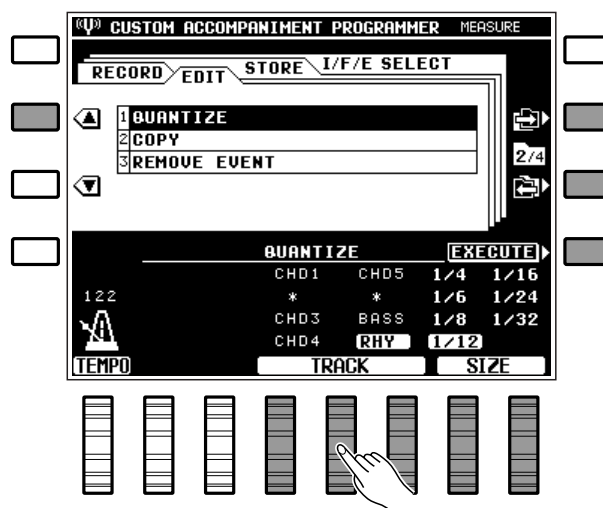 CUSTOM ACCOMPANIMENT PROGRAMMER MEASURE
RECORD EDIT STORE I/F/E SELECT
1 QUANTIZE
2 COPY
3 REMOVE EVENT
2/4
QUANTIZE EXECUTE
CHD1 CHD5 1/4 1/16
122 * * 1/6 1/24
CHD3 BASS 1/8 1/32
CHD4 RHY 1/12
TEMPO TRACK SIZE